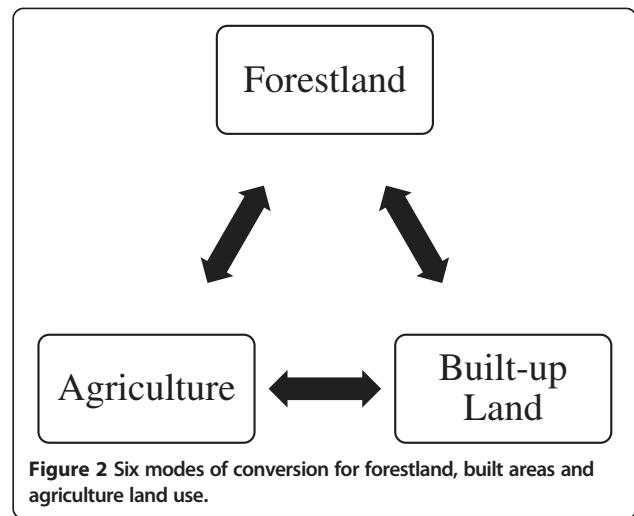 Forestland
Agriculture
Built-up
Land
Figure 2 Six modes of conversion for forestland, built areas and
agriculture land use.